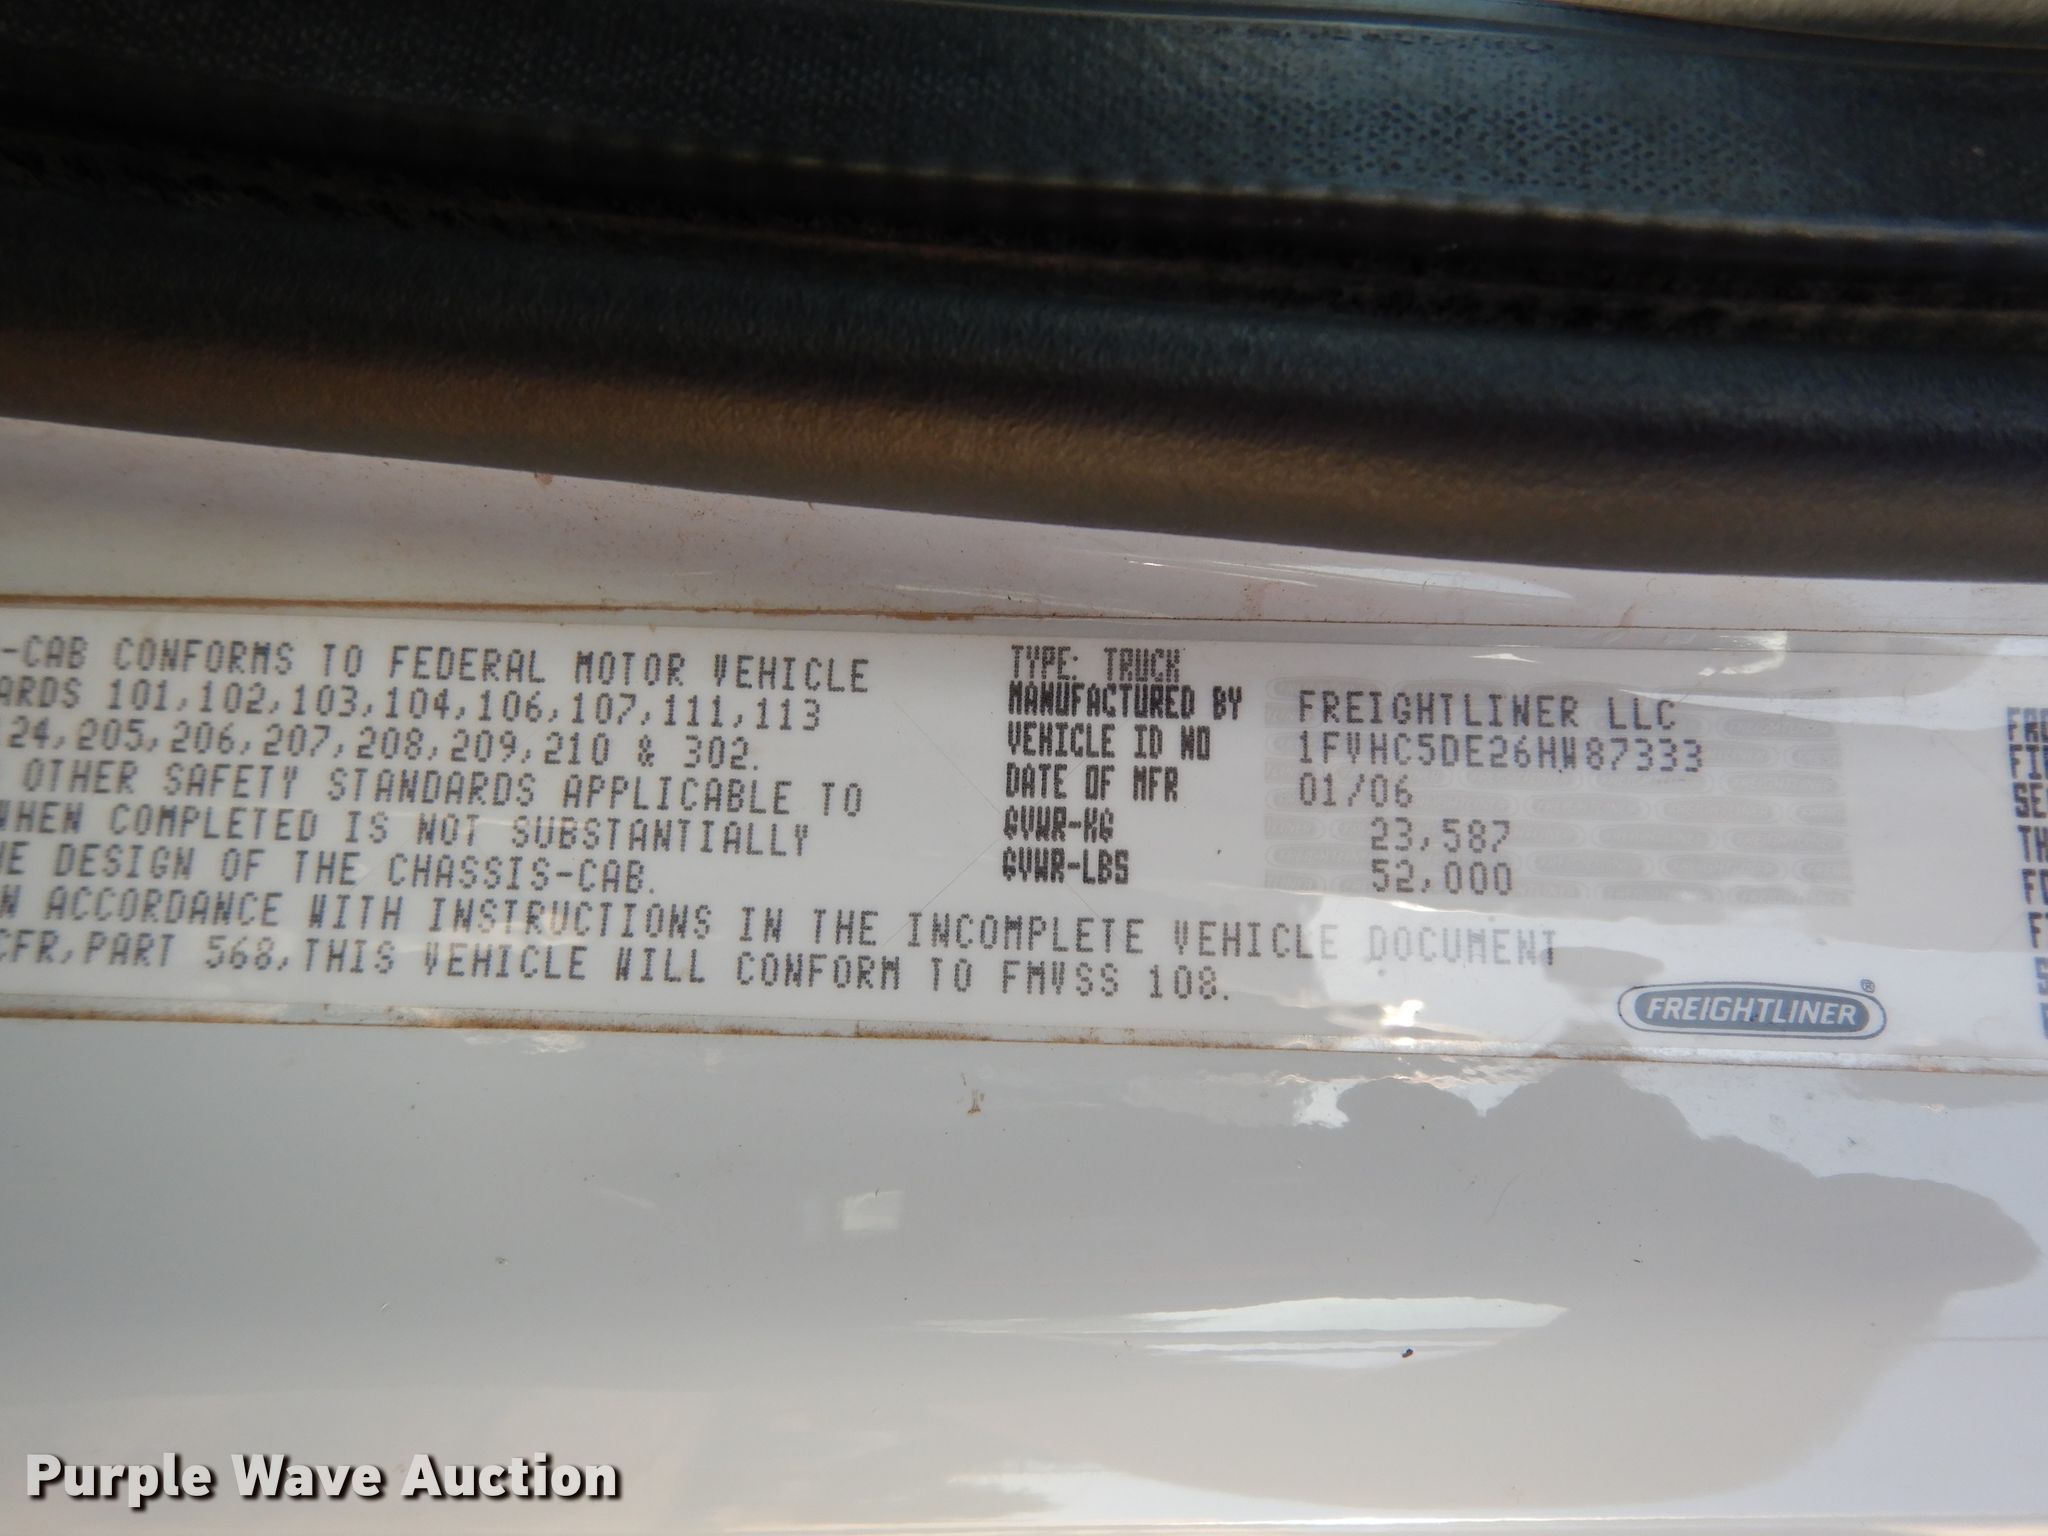 -CAB CONFORMS TO FEDERAL MOTOR VEHICLE
ARDS 101,102,103,104,106,107,111,113
24,205,206,207,208,209,210 & 302.
OTHER SAFETY STANDARDS APPLICABLE TO
WHEN COMPLETED IS NOT SUBSTANTIALLY
HE DESIGN OF THE CHASSIS-CAB.
N ACCORDANCE WITH INSTRUCTIONS IN THE INCOMPLETE VEHICLE DOCUMENT
CFR,PART 568,THIS VEHICLE WILL CONFORM TO FMVSS 108.
TYPE: TRUCK
MANUFACTURED BY FREIGHTLINER LLC
VEHICLE ID NO 1FVHC5DE26HW87333
DATE OF MFR 01/06
GVWR-KG 23,587
GVWR-LBS 52,000
FREIGHTLINER®
Purple Wave Auction